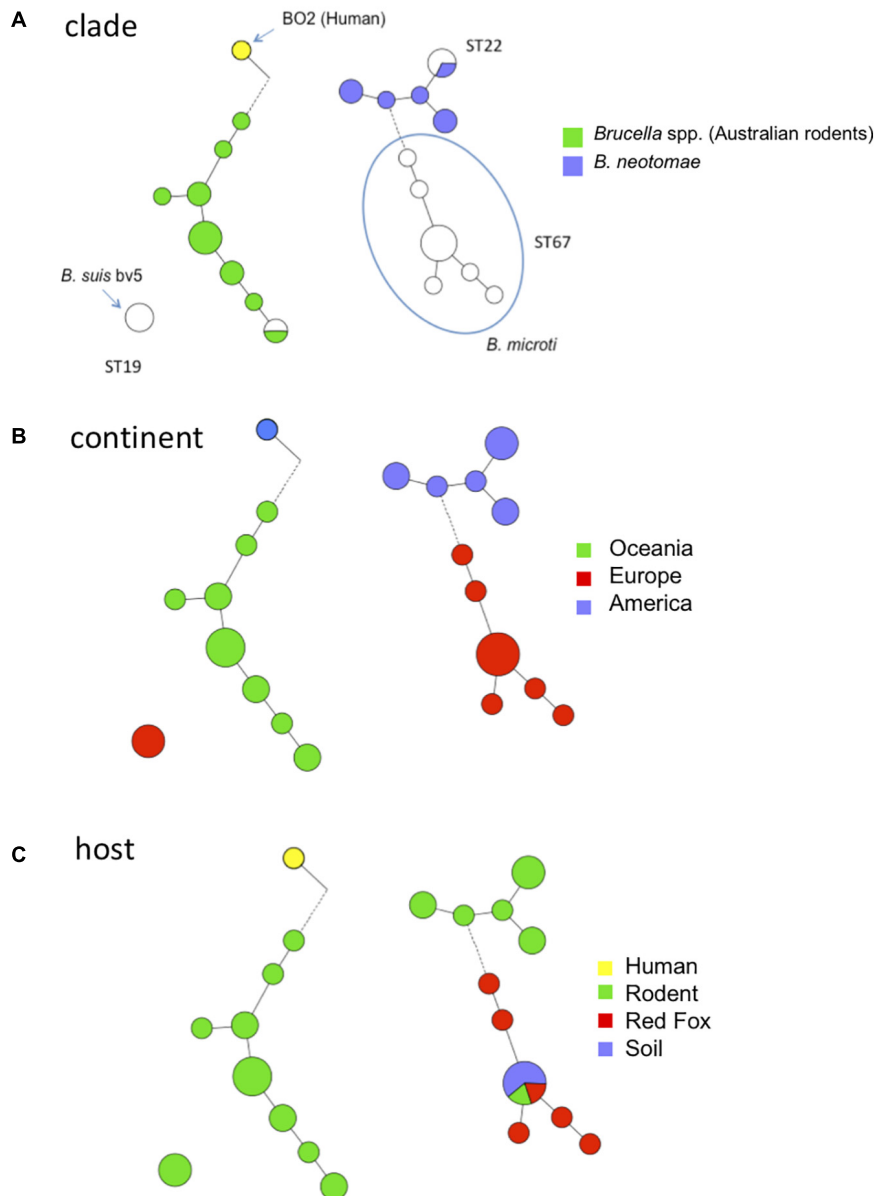 A
clade
BO2 (Human)
ST22
Brucella spp. (Australian rodents)
B. neotomae
ST67
B. suis bv5
ST19
B. microti
B
continent
Oceania
Europe
America
C
host
Human
Rodent
Red Fox
Soil